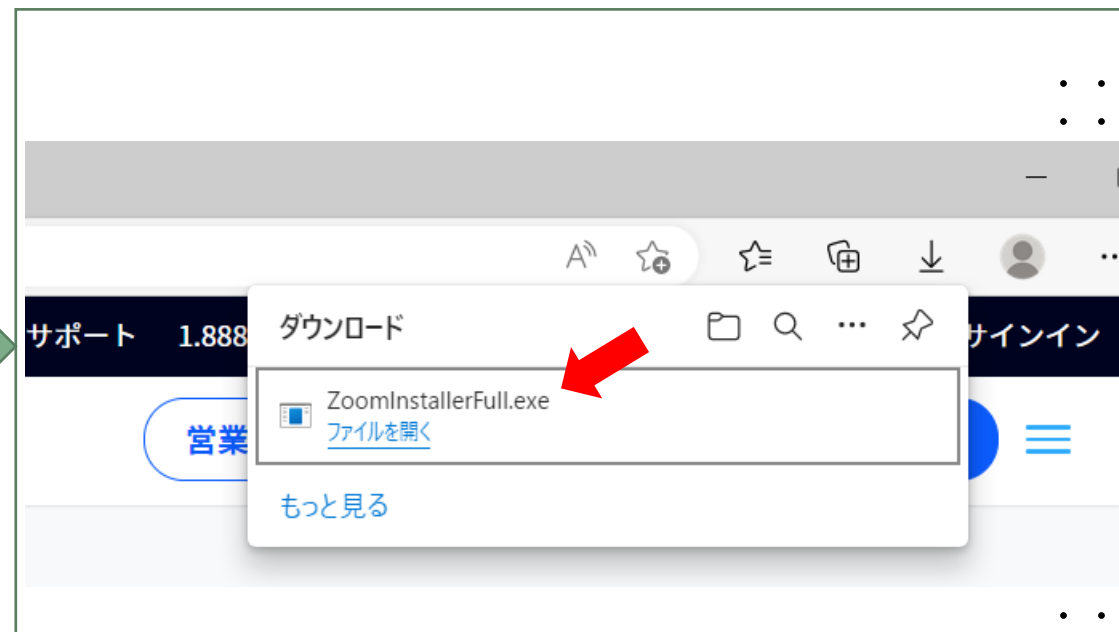 サポート 1.888
ダウンロード
サインイン
ZoomInstallerFull.exe
ファイルを開く
営業
もっと見る